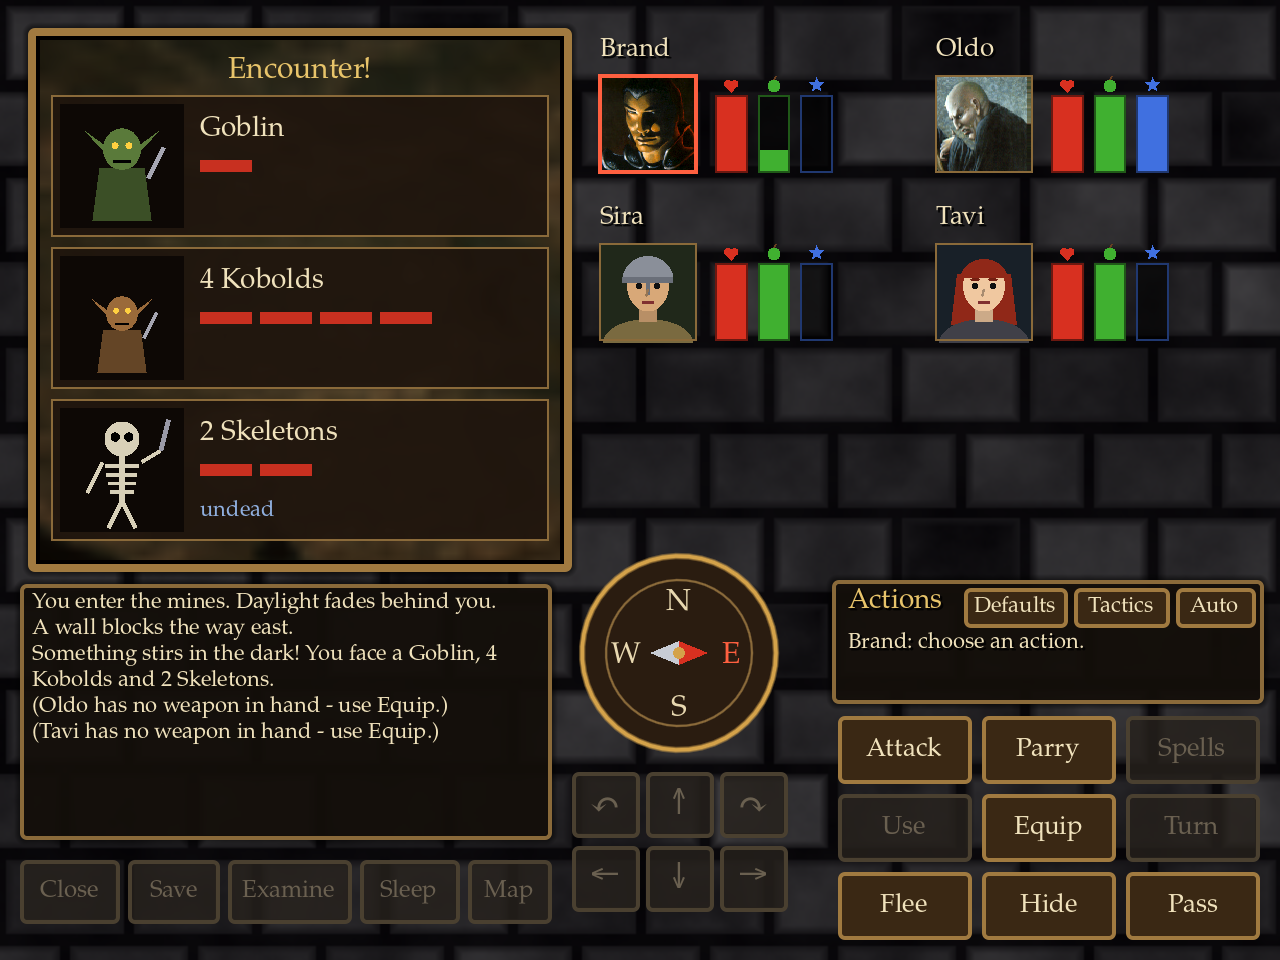 Encounter!
Goblin
4 Kobolds
2 Skeletons
undead
Brand
Oldo
Sira
Tavi
You enter the mines. Daylight fades behind you.
A wall blocks the way east.
Something stirs in the dark! You face a Goblin, 4
Kobolds and 2 Skeletons.
(Oldo has no weapon in hand - use Equip.)
(Tavi has no weapon in hand - use Equip.)
N
W
E
S
Actions
Defaults
Tactics
Auto
Brand: choose an action.
Attack
Parry
Spells
Use
Equip
Turn
Flee
Hide
Pass
Close
Save
Examine
Sleep
Map